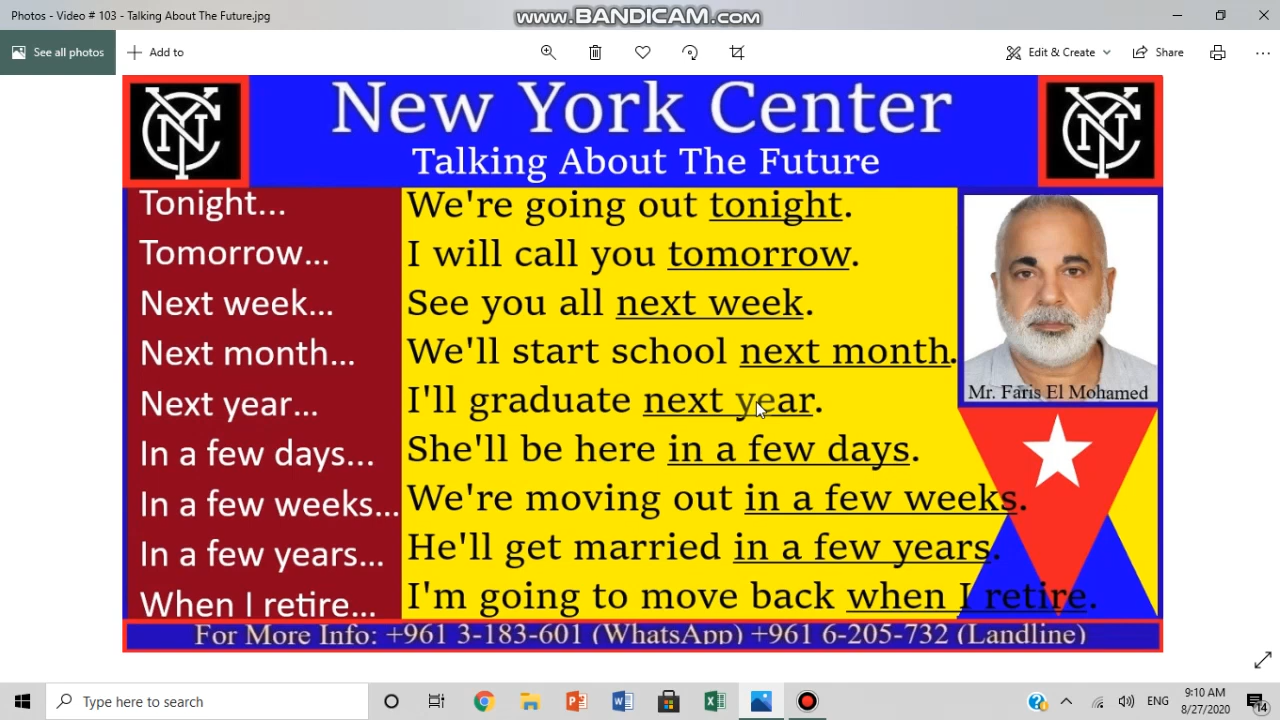 Photos - Video # 103 - Talking About The Future.jpg
www.BANDICAM.com
See all photos
Add to
Edit & Create
Share
New York Center
Talking About The Future
Tonight...
We're going out tonight.
Tomorrow...
I will call you tomorrow.
Next week...
See you all next week.
Next month...
We'll start school next month.
Next year...
I'll graduate next year.
In a few days...
She'll be here in a few days.
In a few weeks...
We're moving out in a few weeks.
In a few years...
He'll get married in a few years.
When I retire...
I'm going to move back when I retire.
Mr. Faris El Mohamed
For More Info: +961 3-183-601 (WhatsApp) +961 6-205-732 (Landline)
Type here to search
ENG
9:10 AM
8/27/2020
14